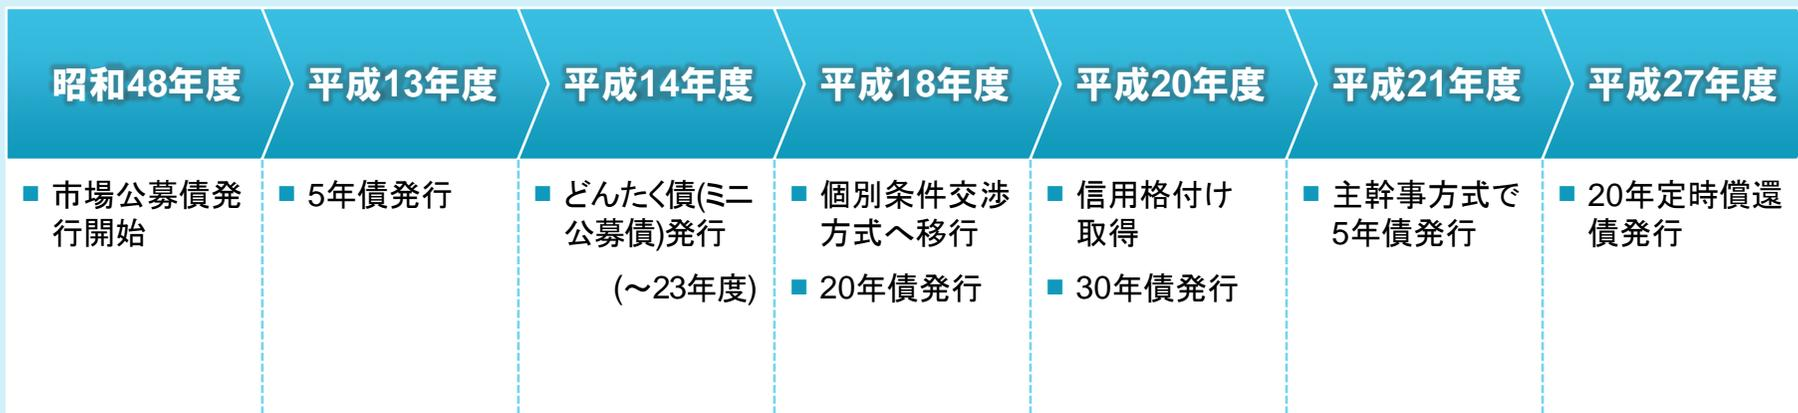 昭和48年度
平成13年度
平成14年度
平成18年度
平成20年度
平成21年度
平成27年度
■ 市場公募債発
行開始
■ 5年債発行
■ どんたく債(ミニ
公募債)発行
(～23年度)
■ 個別条件交渉
方式へ移行
■ 20年債発行
■ 信用格付け
取得
■ 30年債発行
■ 主幹事方式で
5年債発行
■ 20年定時償還
債発行